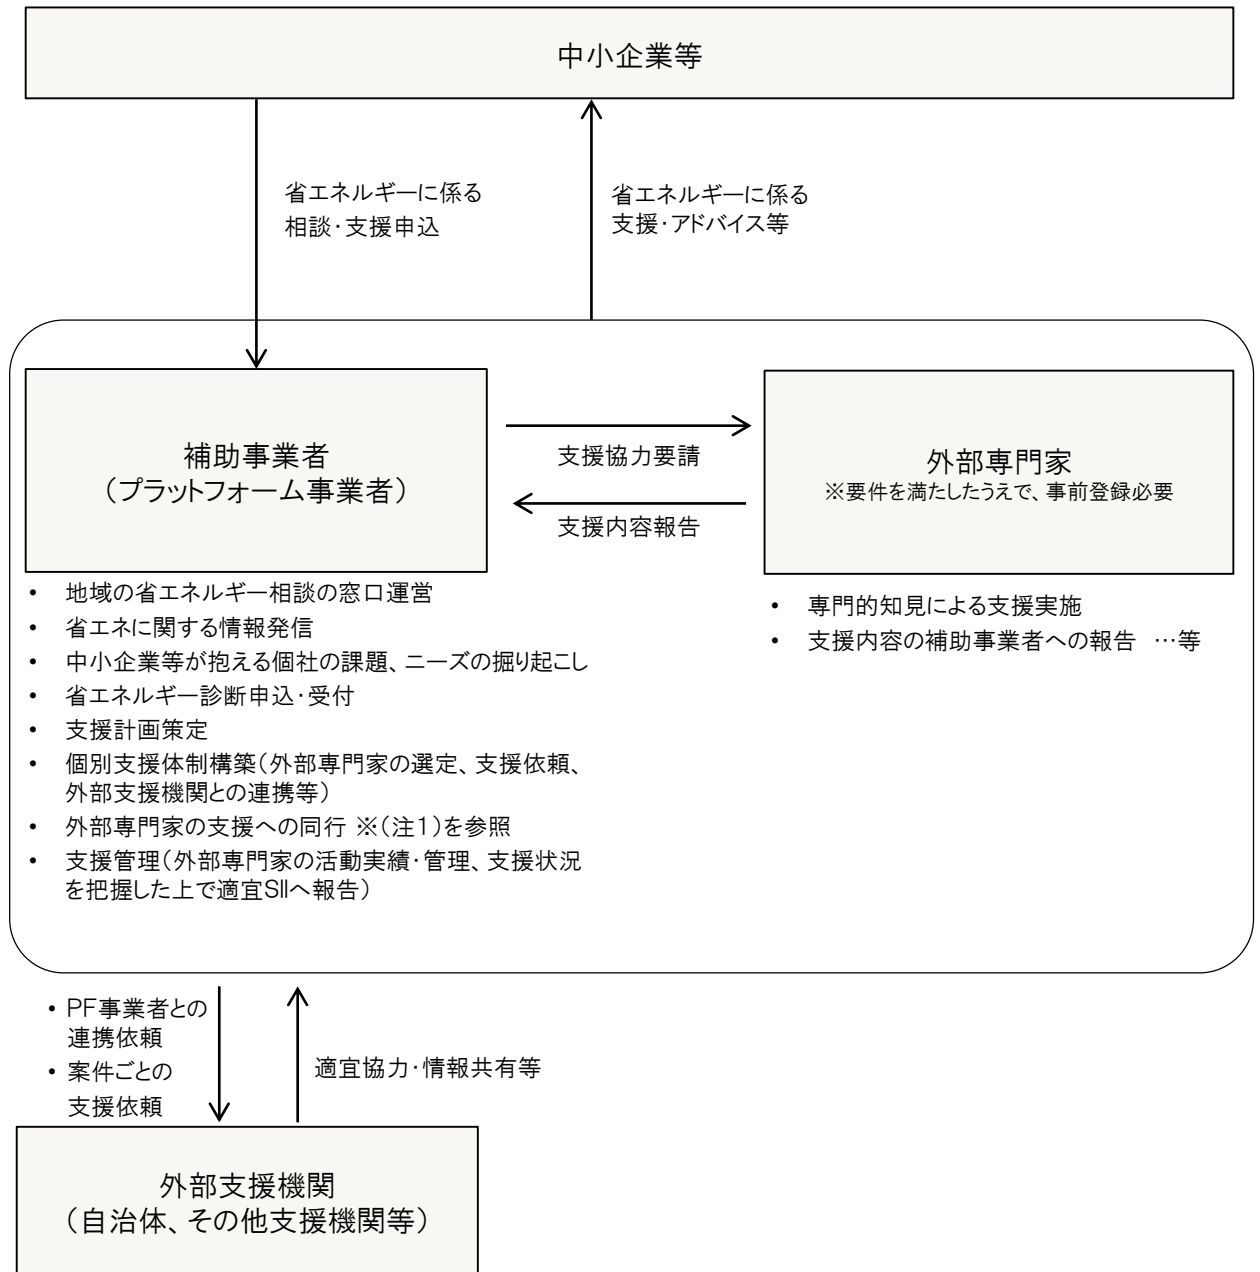 中小企業等
省エネルギーに係る
相談・支援申込
省エネルギーに係る
支援・アドバイス等
補助事業者
（プラットフォーム事業者）
支援協力要請
支援内容報告
外部専門家
※要件を満たしたうえで、事前登録必要
• 地域の省エネルギー相談の窓口運営
• 省エネに関する情報発信
• 中小企業等が抱える個社の課題、ニーズの掘り起こし
• 省エネルギー診断申込・受付
• 支援計画策定
• 個別支援体制構築（外部専門家の選定、支援依頼、
外部支援機関との連携等）
• 外部専門家の支援への同行 ※（注１）を参照
• 支援管理（外部専門家の活動実績・管理、支援状況
を把握した上で適宜SIIへ報告）
• 専門的知見による支援実施
• 支援内容の補助事業者への報告 …等
• PF事業者との
連携依頼
• 案件ごとの
支援依頼
適宜協力・情報共有等
外部支援機関
（自治体、その他支援機関等）